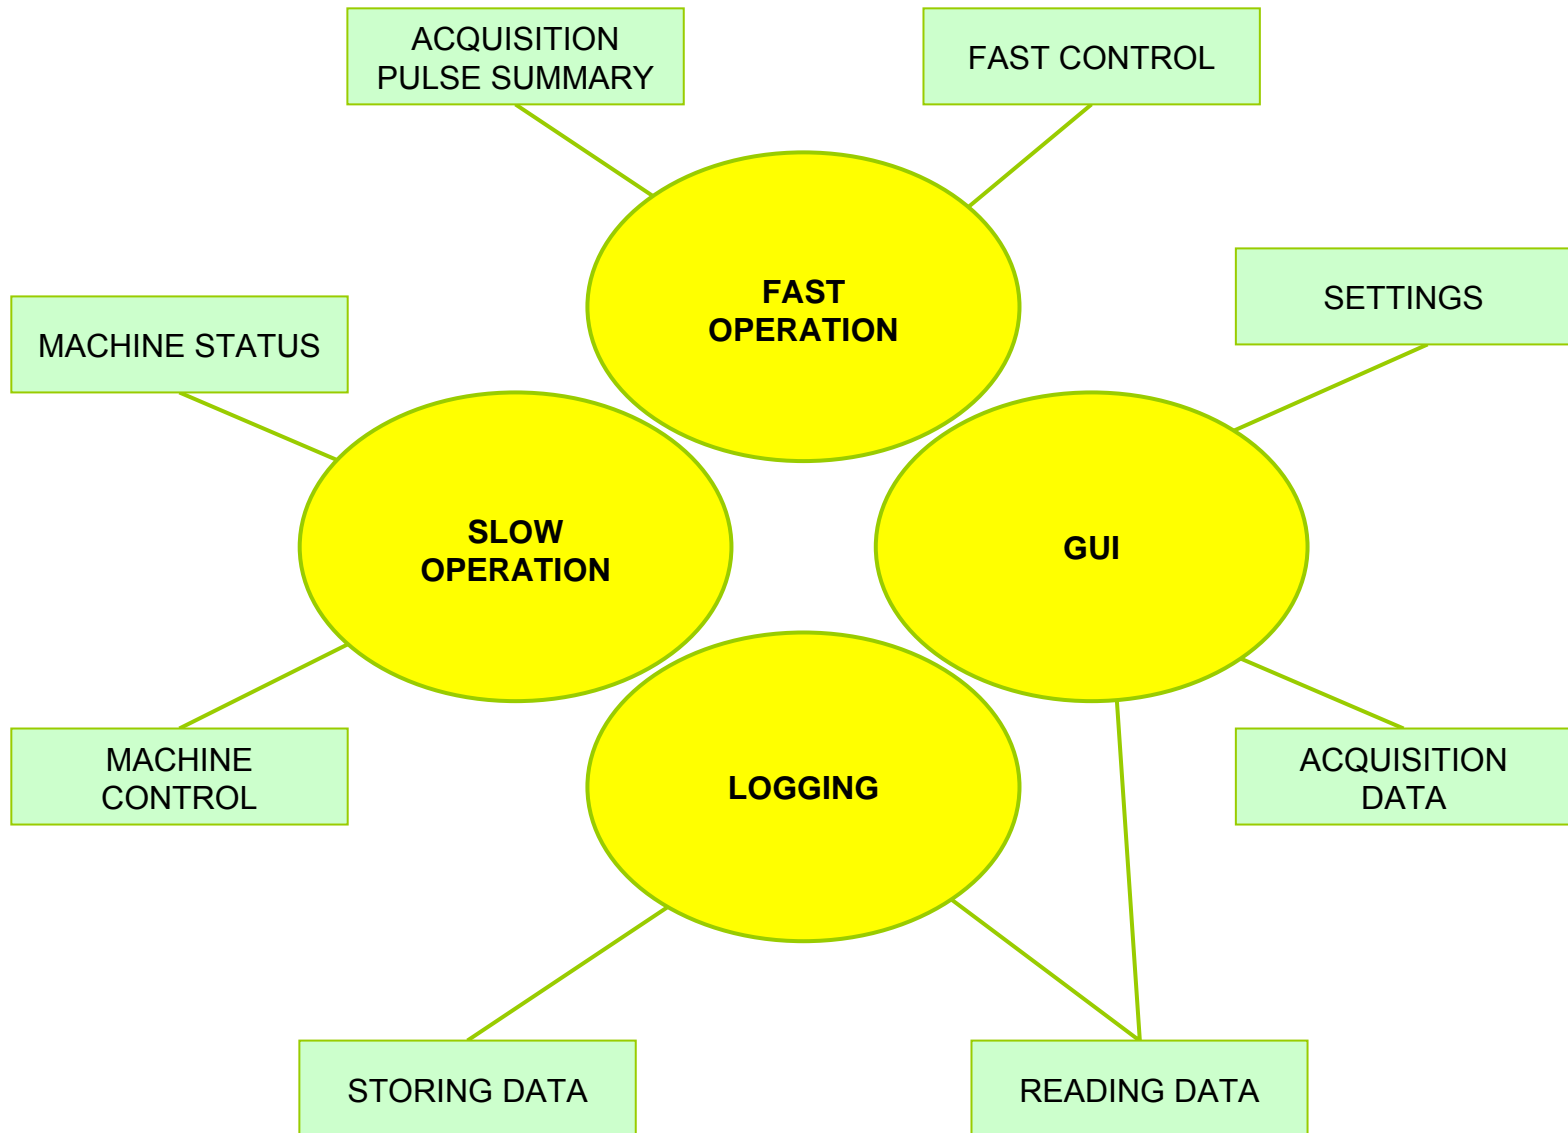 ACQUISITION
PULSE SUMMARY
FAST CONTROL
FAST
OPERATION
SETTINGS
MACHINE STATUS
SLOW
OPERATION
GUI
MACHINE
CONTROL
LOGGING
ACQUISITION
DATA
STORING DATA
READING DATA